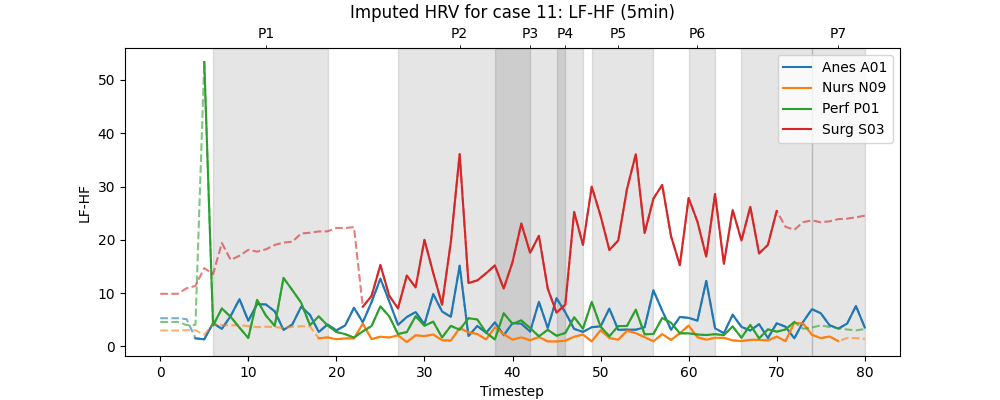 Imputed HRV for case 11: LF-HF (5min)
P1 P2 P3 P4 P5 P6 P7
Anes A01
Nurs N09
Perf P01
Surg S03
50
40
30
20
10
0
LF-HF
0 10 20 30 40 50 60 70 80
Timestep